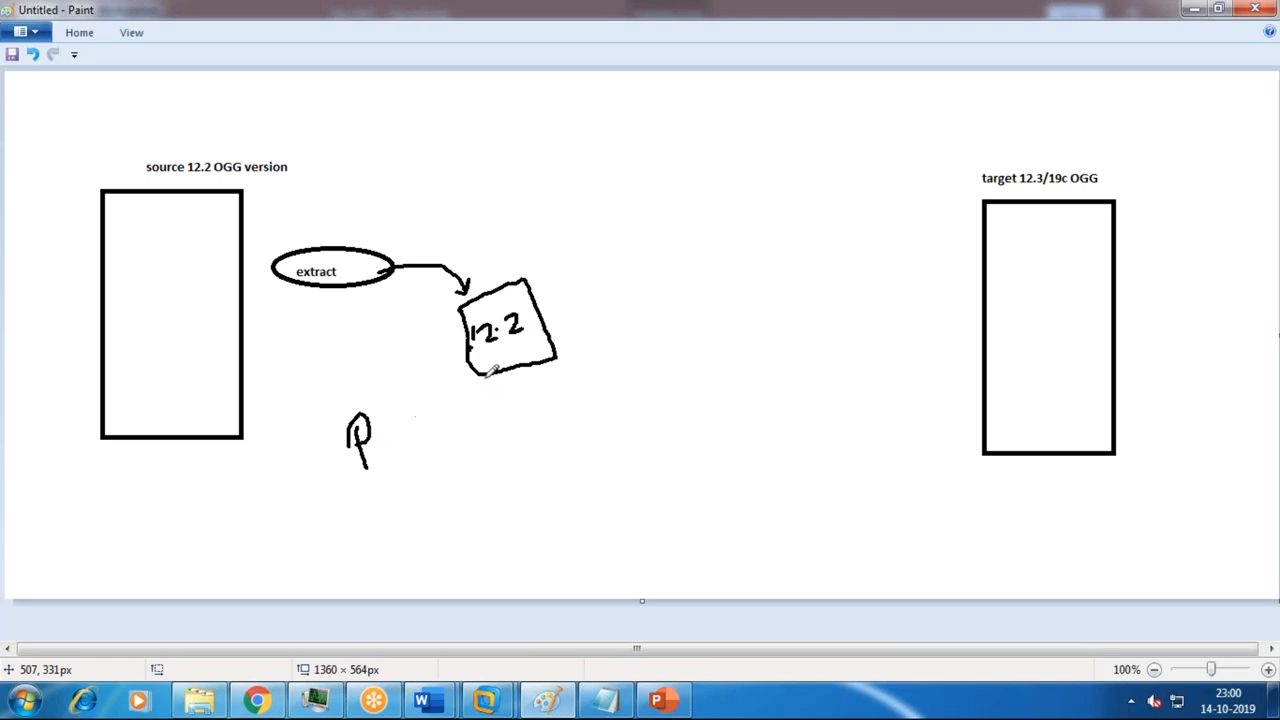 Untitled - Paint
Home
View
source 12.2 OGG version
target 12.3/19c OGG
extract
12.2
P
507, 331px
1360 × 564px
100%
23:00
14-10-2019